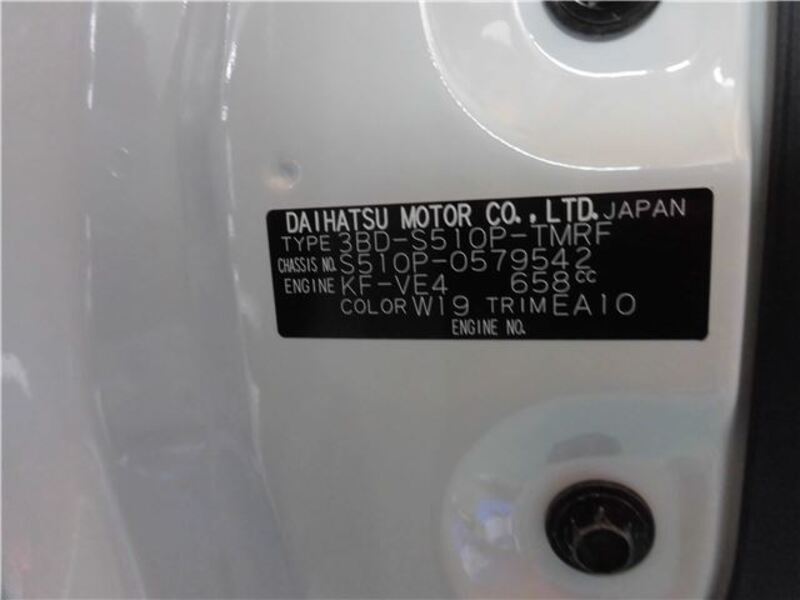 DAIHATSU MOTOR CO.,LTD. JAPAN
TYPE 3BD-S510P-TMRF
CHASSIS NO. S510P-0579542
ENGINE KF-VE4 658cc
COLOR W19 TRIM EA10
ENGINE NO.